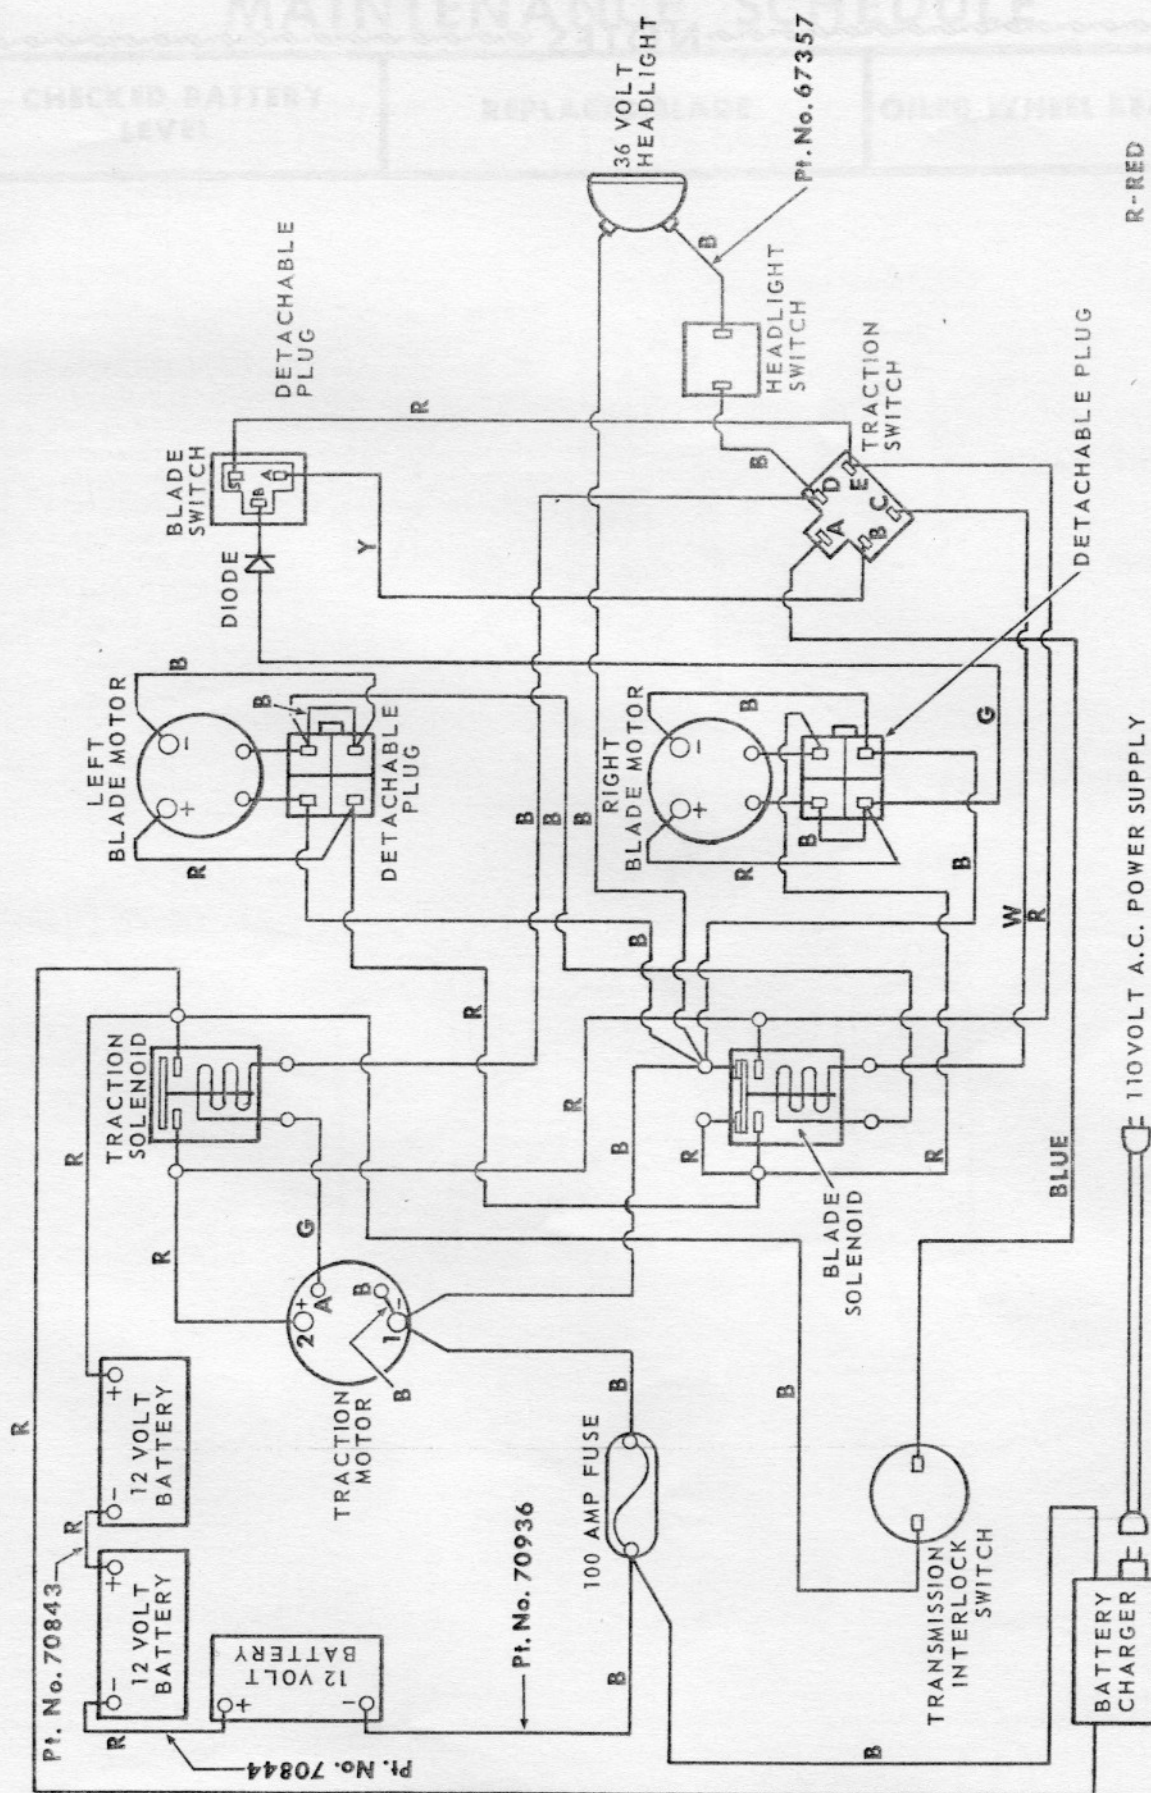 MAINTENANCE SCHEDULE
NOTES
CHECKED BATTERY
LEVEL
REPLACED BLADE
OILED WHEEL
36 VOLT
HEADLIGHT
Pt. No. 67357
R-RED
DETACHABLE
PLUG
B
HEADLIGHT
SWITCH
TRACTION
SWITCH
DETACHABLE PLUG
BLADE
SWITCH
S
B
A
R
B
D
E
A
C
B
DIODE
Y
LEFT
BLADE MOTOR
B
-
+
B
R
DETACHABLE
PLUG
B
B
B
RIGHT
BLADE MOTOR
-
+
B
R
B
G
B
W
R
B
R
TRACTION
SOLENOID
R
R
B
R
R
BLADE
SOLENOID
BLUE
110 VOLT A.C. POWER SUPPLY
R
G
2
+
A
B
1
-
B
TRACTION
MOTOR
R
+
-
12 VOLT
BATTERY
R
Pt. No. 70843
+
-
12 VOLT
BATTERY
R
Pt. No. 70844
+
-
12 VOLT
BATTERY
Pt. No. 70936
100 AMP FUSE
B
B
B
TRANSMISSION
INTERLOCK
SWITCH
B
BATTERY
CHARGER